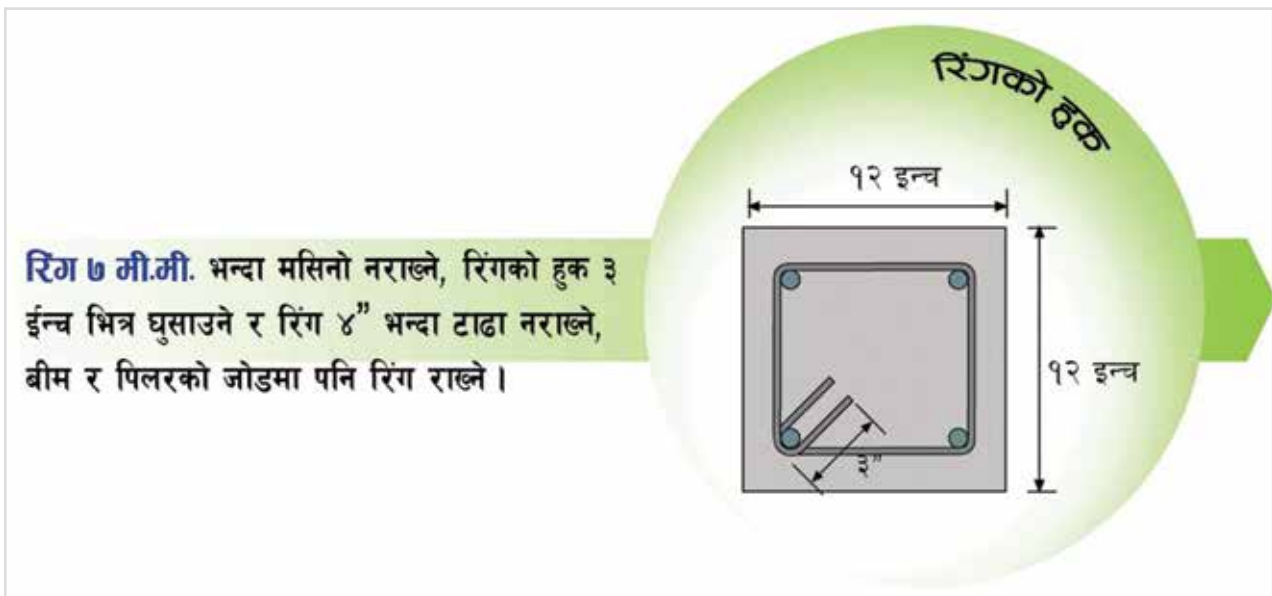 रिंगको हुक
१२ इन्च
रिंग ७ मी.मी. भन्दा मसिनो नराख्ने, रिंगको हुक ३
ईन्च भित्र घुसाउने र रिंग ४” भन्दा टाढा नराख्ने,
बीम र पिलरको जोडमा पनि रिंग राख्ने ।
१२ इन्च
३"